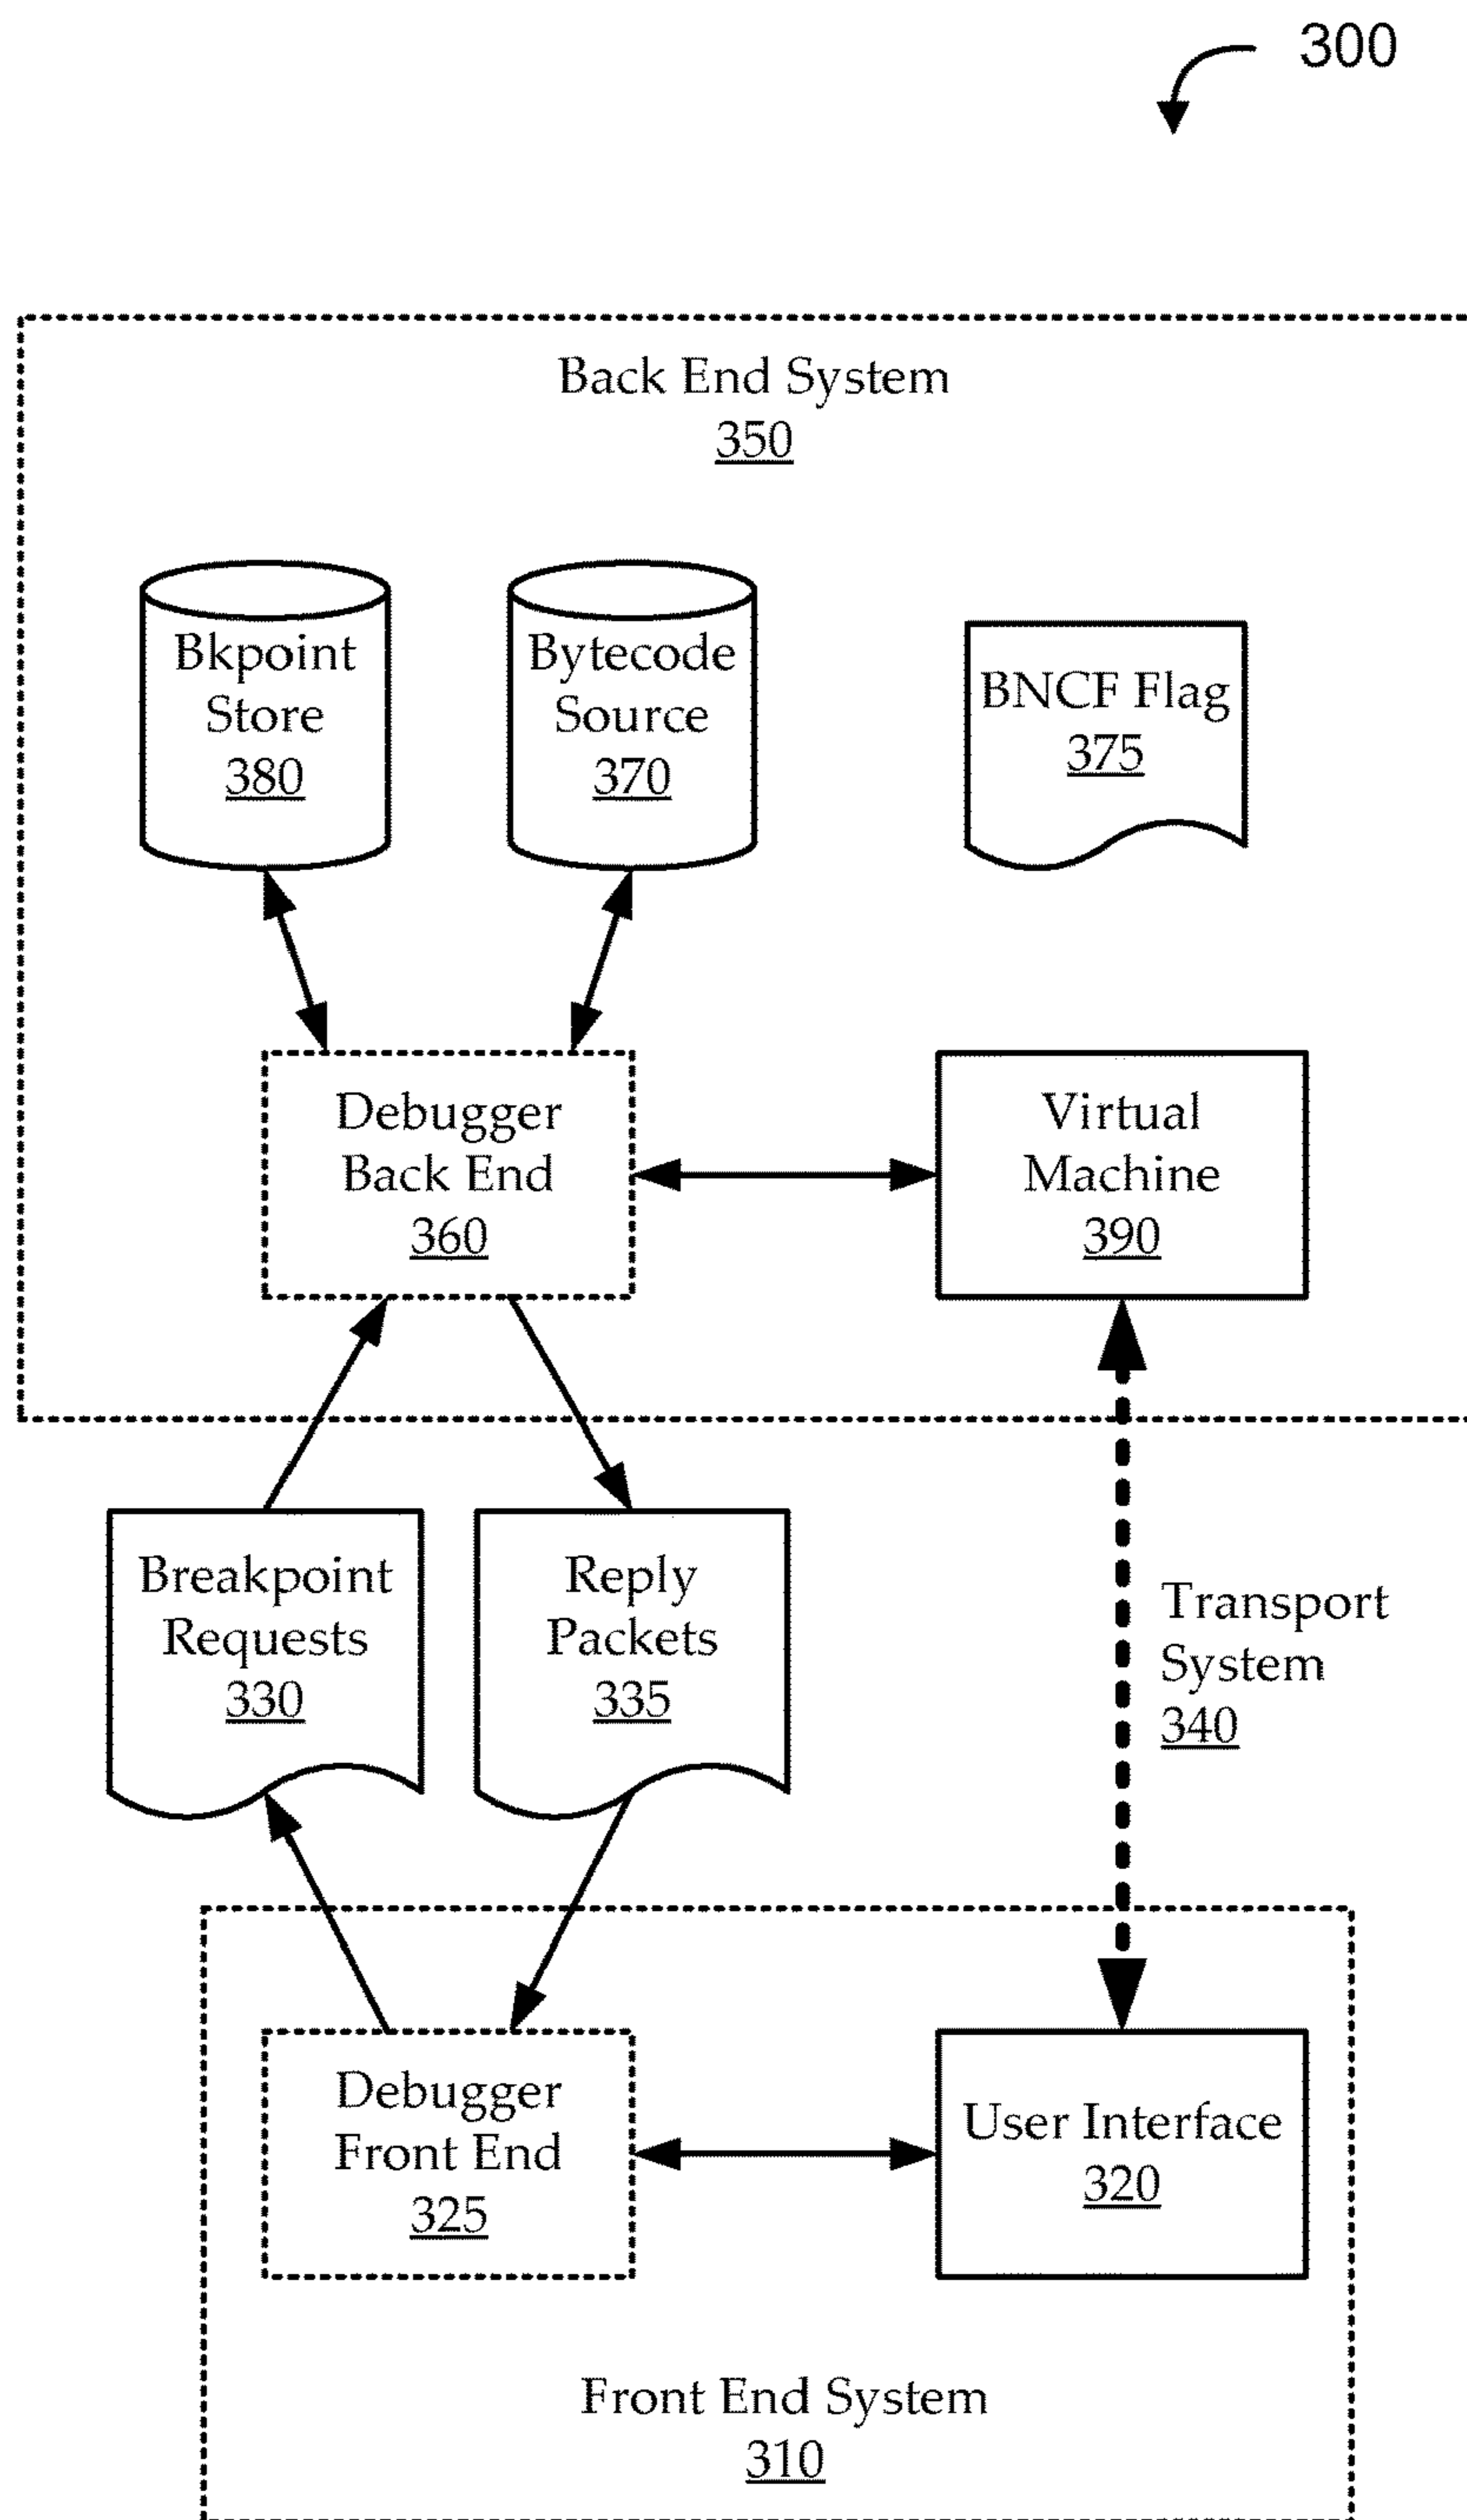 300
Back End System
350
Bkpoint
Store
380
Bytecode
Source
370
BNCF Flag
375
Debugger
Back End
360
Virtual
Machine
390
Breakpoint
Requests
330
Reply
Packets
335
Transport
System
340
Debugger
Front End
325
User Interface
320
Front End System
310